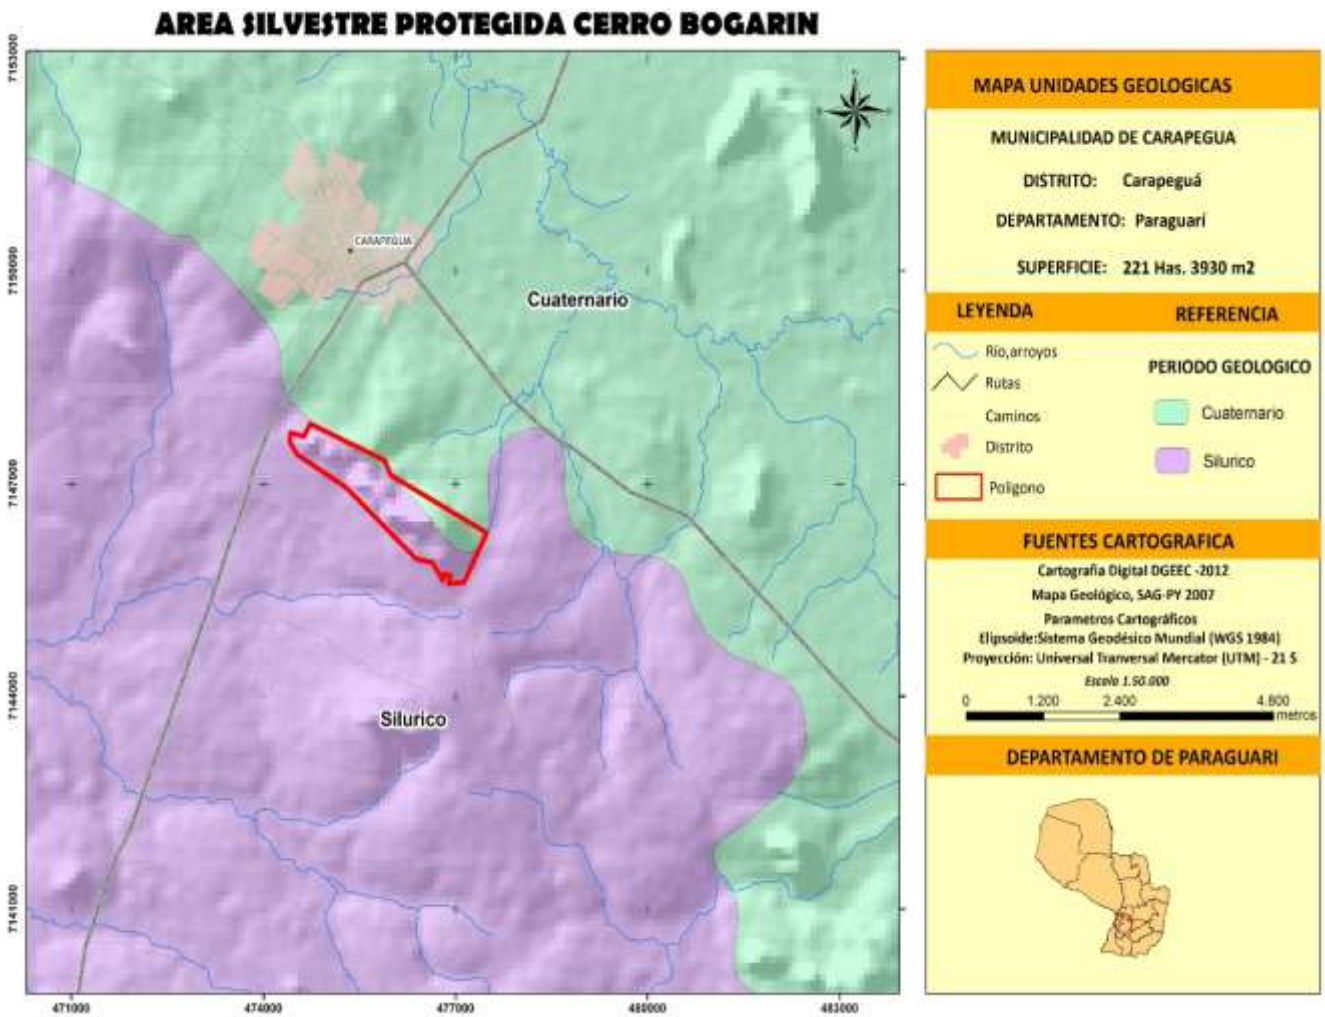 AREA SILVESTRE PROTEGIDA CERRO BOGARIN
7153000
7150000
7147000
7144000
7141000
471000
474000
477000
480000
483000
CARAPEGUA
Cuaternário
Silurico
MAPA UNIDADES GEOLOGICAS
MUNICIPALIDAD DE CARAPEGUA
DISTRITO: Carapeguá
DEPARTAMENTO: Paraguarí
SUPERFICIE: 221 Has. 3930 m2
LEYENDA
Río,arroyos
Rutas
Caminos
Distrito
Polígono
REFERENCIA
PERIODO GEOLOGICO
Cuaternario
Silurico
FUENTES CARTOGRAFICA
Cartografia Digital DGEEC -2012
Mapa Geológico, SAG-PY 2007
Parametros Cartográficos
Elipsoide:Sistema Geodésico Mundial (WGS 1984)
Proyección: Universal Tranversal Mercator (UTM) - 21 S
Escala 1.50.000
0 1.200 2.400 4.800
metros
DEPARTAMENTO DE PARAGUARI